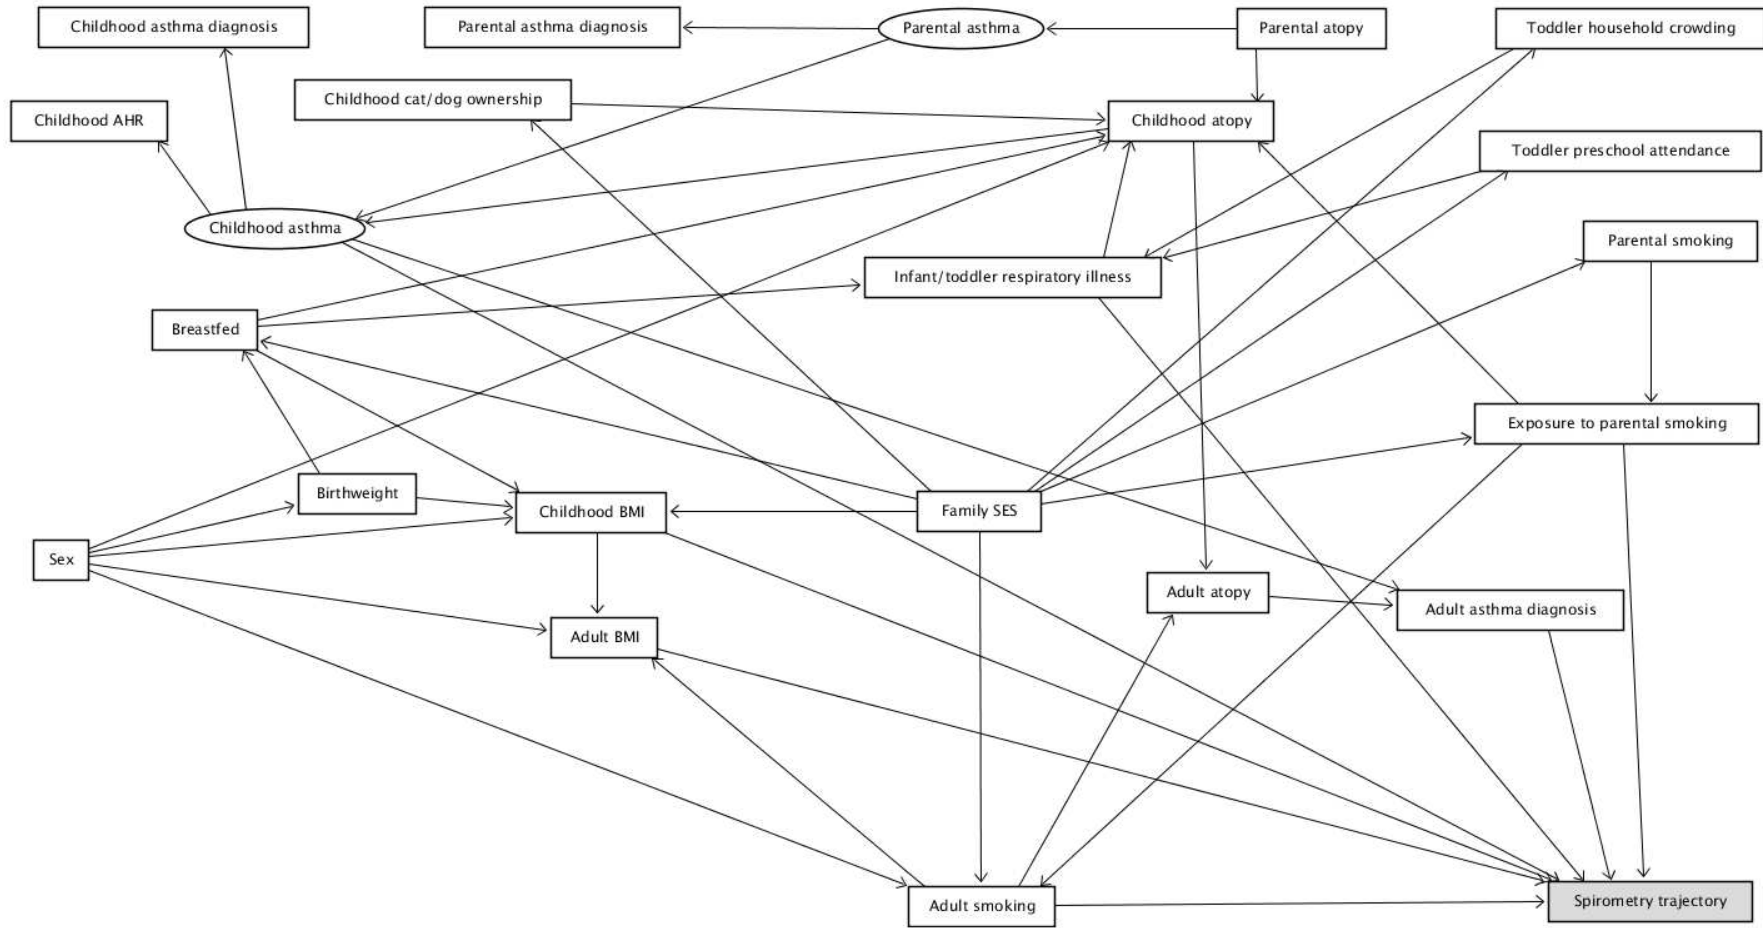 Childhood asthma diagnosis
Parental asthma diagnosis
Parental asthma
Parental atopy
Toddler household crowding
Childhood cat/dog ownership
Childhood AHR
Childhood atopy
Toddler preschool attendance
Childhood asthma
Parental smoking
Infant/toddler respiratory illness
Breastfed
Exposure to parental smoking
Birthweight
Childhood BMI
Family SES
Sex
Adult atopy
Adult asthma diagnosis
Adult BMI
Adult smoking
Spirometry trajectory